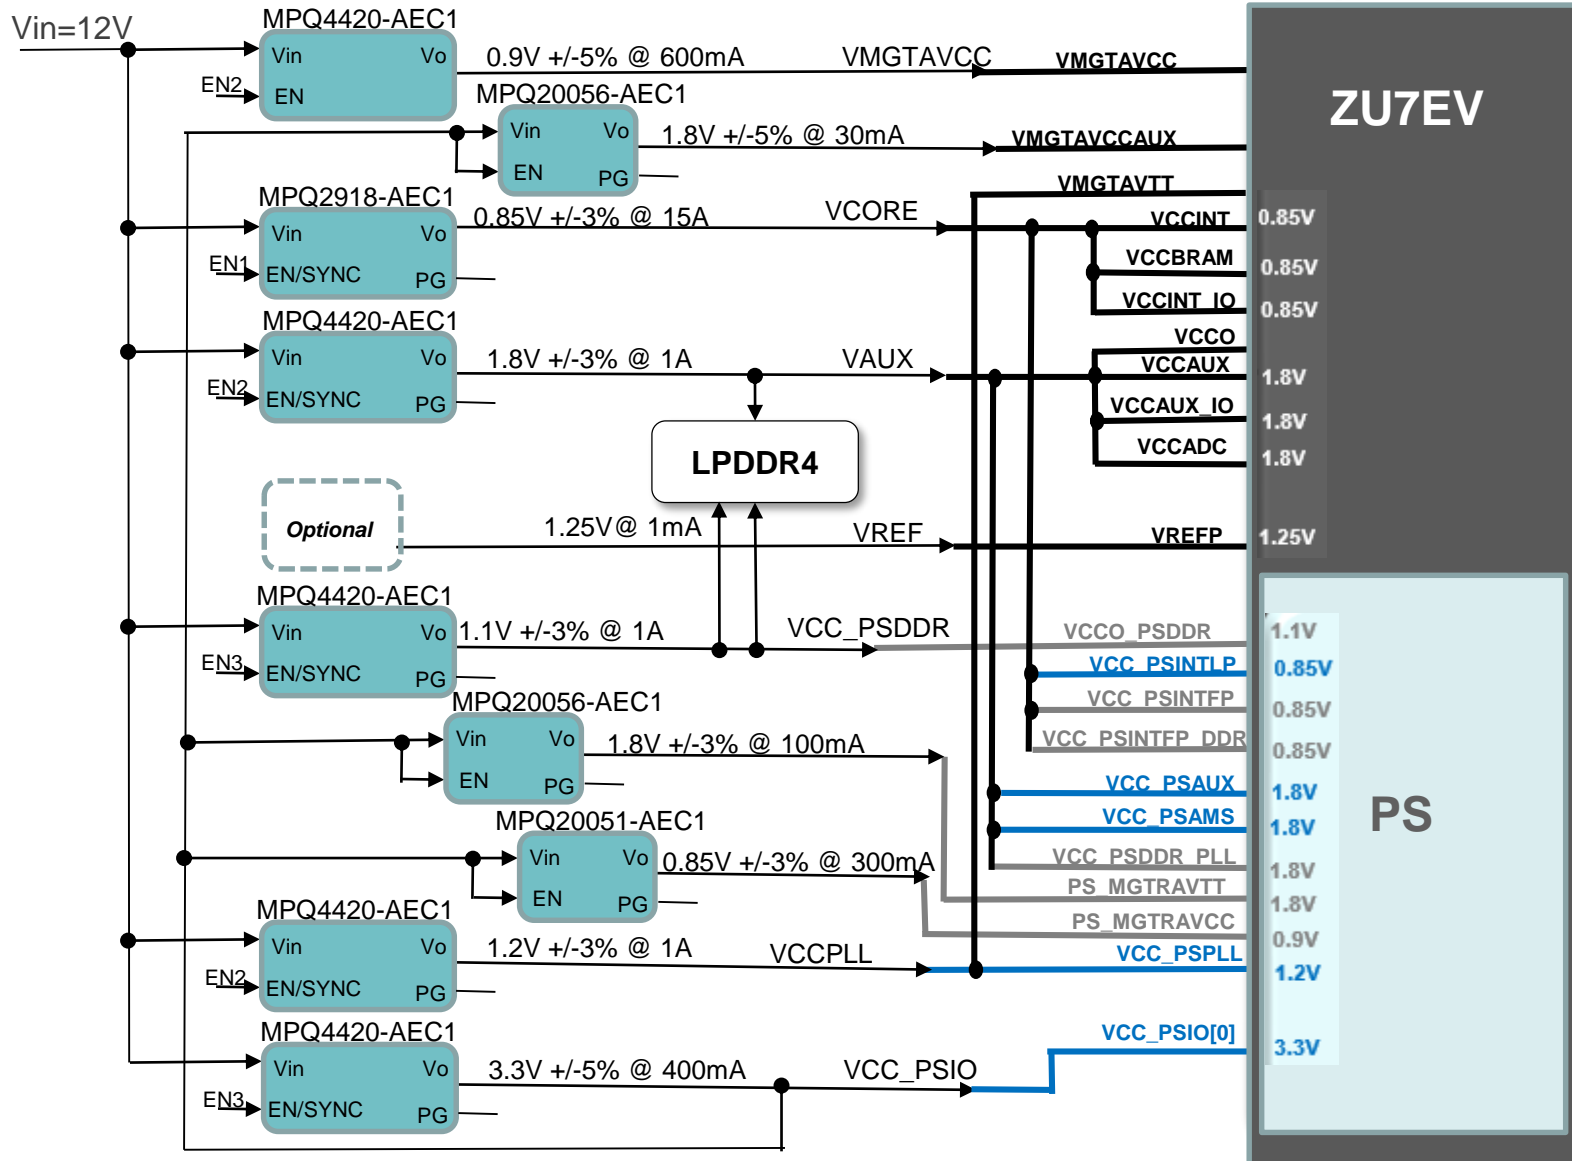 Vin=12V
MPQ4420-AEC1
Vin
Vo
EN2
EN
0.9V +/-5% @ 600mA
VMGTAVCC
VMGTAVCC
ZU7EV
MPQ20056-AEC1
Vin
Vo
EN
PG
1.8V +/-5% @ 30mA
VMGTAVCCAUX
VMGTAVTT
MPQ2918-AEC1
Vin
Vo
EN1
EN/SYNC
PG
0.85V +/-3% @ 15A
VCORE
VCCINT
0.85V
VCCBRAM
0.85V
VCCINT_IO
0.85V
MPQ4420-AEC1
Vin
Vo
EN2
EN/SYNC
PG
1.8V +/-3% @ 1A
VAUX
VCCO
VCCAUX
1.8V
VCCAUX_IO
1.8V
VCCADC
1.8V
LPDDR4
Optional
1.25V@ 1mA
VREF
VREFP
1.25V
MPQ4420-AEC1
Vin
Vo
EN3
EN/SYNC
PG
1.1V +/-3% @ 1A
VCC_PSDDR
VCCO_PSDDR
1.1V
VCC_PSINTLP
0.85V
VCC_PSINTFP
0.85V
VCC_PSINTFP_DDR
0.85V
MPQ20056-AEC1
Vin
Vo
EN
PG
1.8V +/-3% @ 100mA
VCC_PSAUX
1.8V
VCC_PSAMS
1.8V
PS
MPQ20051-AEC1
Vin
Vo
EN
PG
0.85V +/-3% @ 300mA
VCC_PSDDR_PLL
1.8V
PS_MGTRAVTT
1.8V
PS_MGTRAVCC
0.9V
MPQ4420-AEC1
Vin
Vo
EN2
EN/SYNC
PG
1.2V +/-3% @ 1A
VCCPLL
VCC_PSPLL
1.2V
MPQ4420-AEC1
Vin
Vo
EN3
EN/SYNC
PG
3.3V +/-5% @ 400mA
VCC_PSIO
VCC_PSIO[0]
3.3V